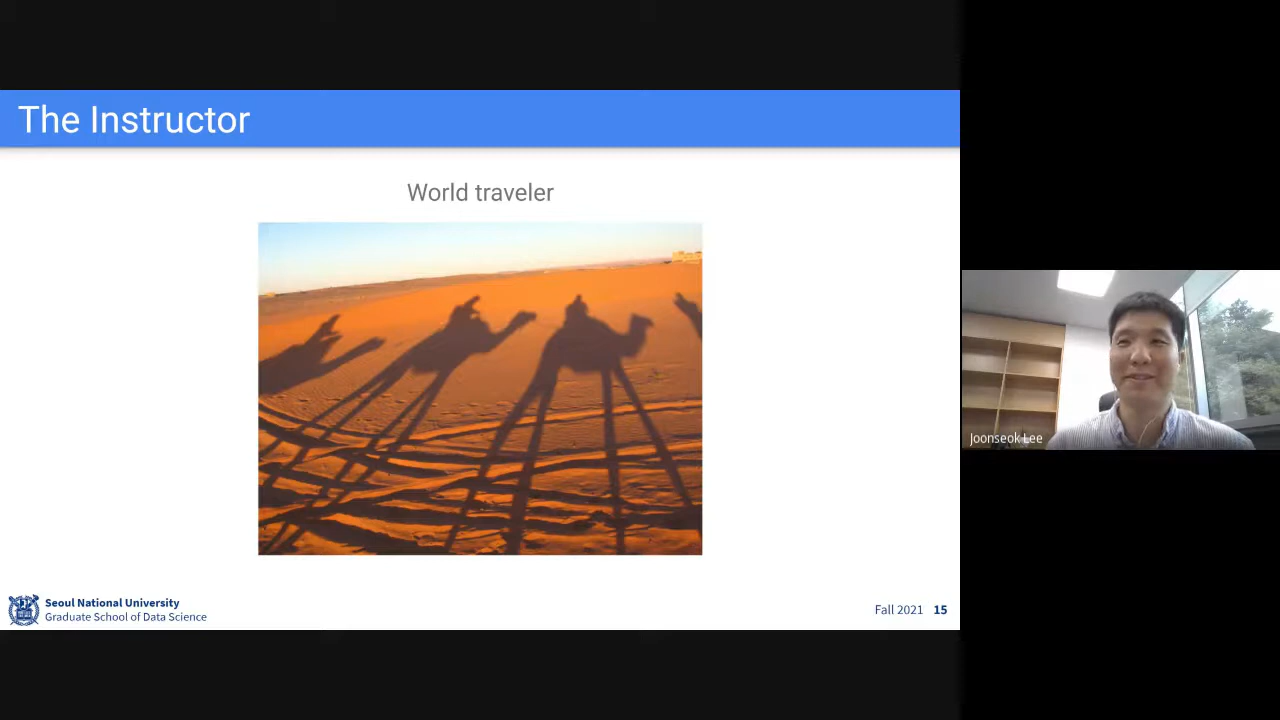 The Instructor
World traveler
Joonseok Lee
Seoul National University
Graduate School of Data Science
Fall 2021 15